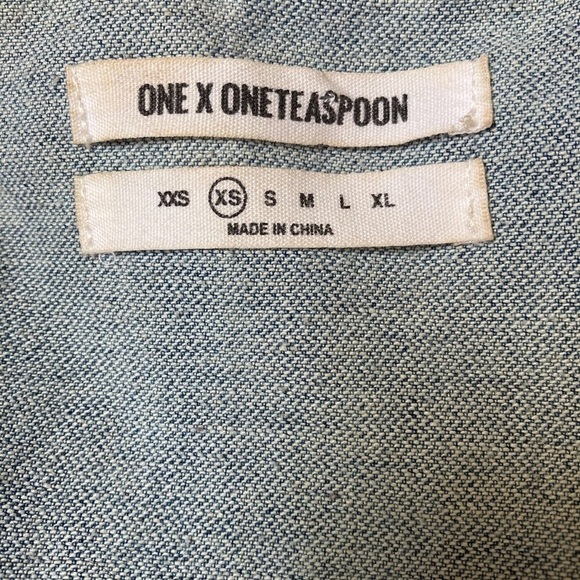 ONE X ONETEASPOON
XXS XS S M L XL
MADE IN CHINA